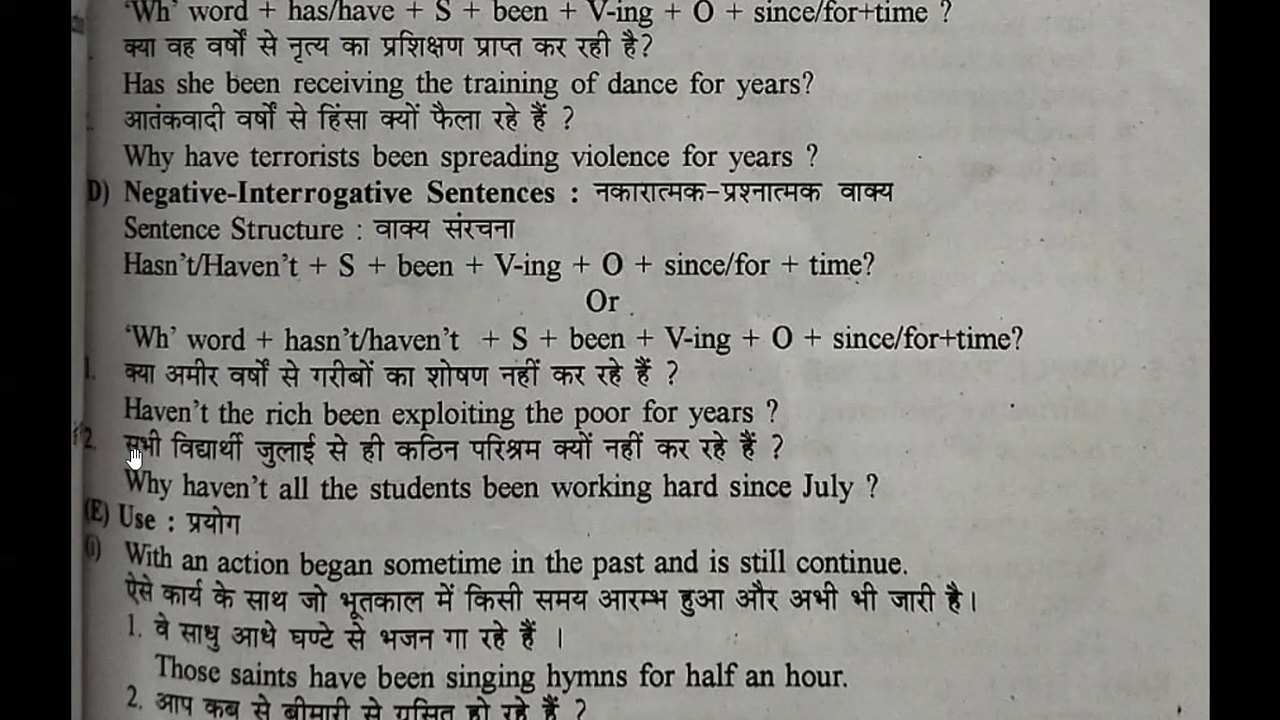 'Wh' word + has/have + S + been + V-ing + O + since/for+time ?
क्या वह वर्षों से नृत्य का प्रशिक्षण प्राप्त कर रही है?
Has she been receiving the training of dance for years?
आतंकवादी वर्षों से हिंसा क्यों फैला रहे हैं ?
Why have terrorists been spreading violence for years ?
D) Negative-Interrogative Sentences : नकारात्मक-प्रश्नात्मक वाक्य
Sentence Structure : वाक्य संरचना
Hasn't/Haven't + S + been + V-ing + O + since/for + time?
Or
'Wh' word + hasn't/haven't + S + been + V-ing + O + since/for+time?
1. क्या अमीर वर्षों से गरीबों का शोषण नहीं कर रहे हैं ?
Haven't the rich been exploiting the poor for years ?
2. सभी विद्यार्थी जुलाई से ही कठिन परिश्रम क्यों नहीं कर रहे हैं ?
Why haven't all the students been working hard since July ?
(E) Use : प्रयोग
(i) With an action began sometime in the past and is still continue.
ऐसे कार्य के साथ जो भूतकाल में किसी समय आरम्भ हुआ और अभी भी जारी है।
1. वे साधु आधे घण्टे से भजन गा रहे हैं ।
Those saints have been singing hymns for half an hour.
2. आप कब से बीमारी से ग्रसित हो रहे हैं ?